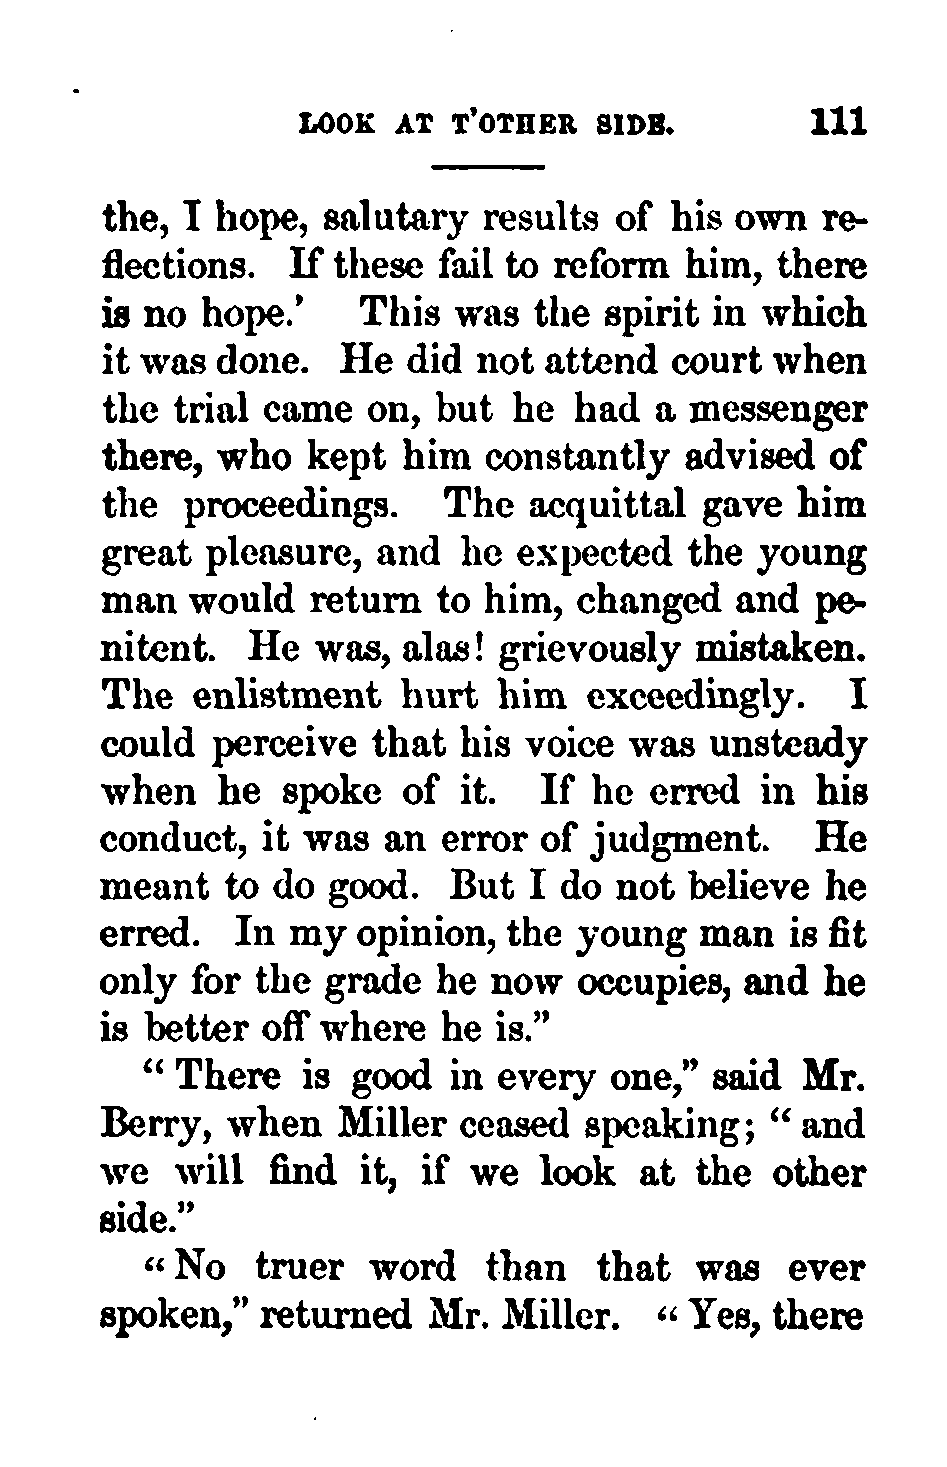 LOOK AT T'OTHER SIDE. 111
the, I hope, salutary results of his own re-
flections. If these fail to reform him, there
is no hope.' This was the spirit in which
it was done. He did not attend court when
the trial came on, but he had a messenger
there, who kept him constantly advised of
the proceedings. The acquittal gave him
great pleasure, and he expected the young
man would return to him, changed and pe-
nitent. He was, alas! grievously mistaken.
The enlistment hurt him exceedingly. I
could perceive that his voice was unsteady
when he spoke of it. If he erred in his
conduct, it was an error of judgment. He
meant to do good. But I do not believe he
erred. In my opinion, the young man is fit
only for the grade he now occupies, and he
is better off where he is."
"There is good in every one," said Mr.
Berry, when Miller ceased speaking; "and
we will find it, if we look at the other
side."
"No truer word than that was ever
spoken," returned Mr. Miller. "Yes, there